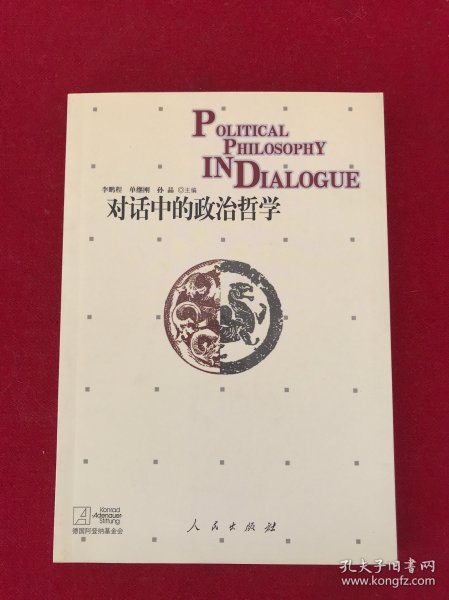 POLITICAL
PHILOSOPHY
IN DIALOGUE
李鹏程 单继刚 孙晶 ◎主编
对话中的政治哲学
Konrad
Adenauer
Stiftung
德国阿登纳基金会
人民出版社
孔夫子旧书网
www.kongfz.com